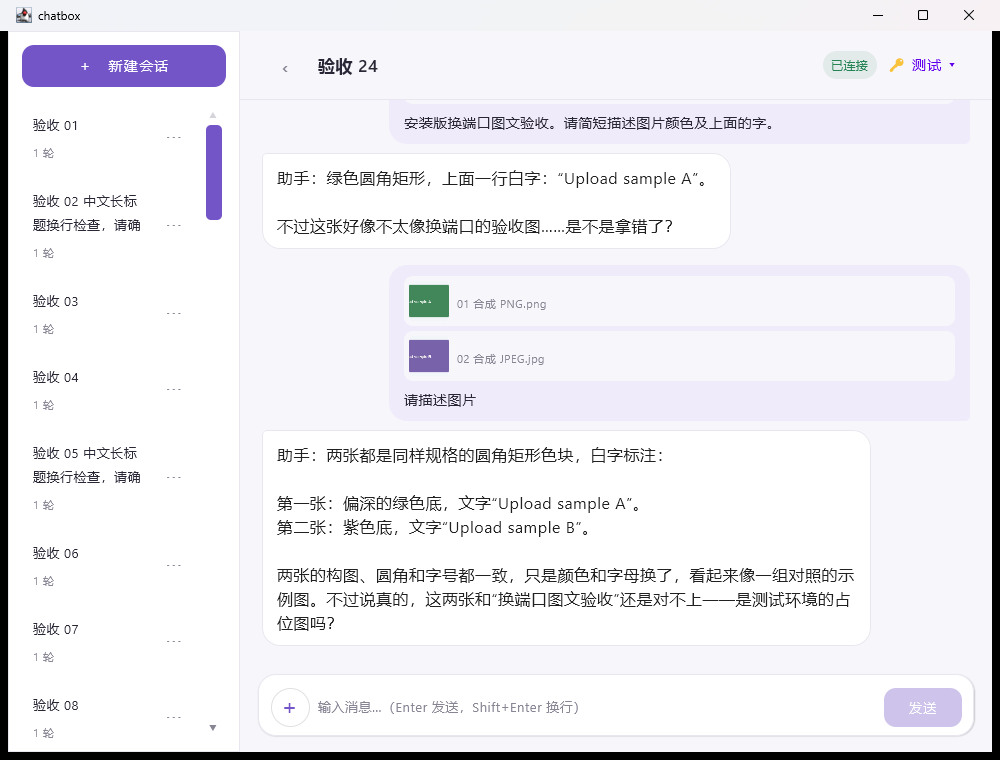 chatbox
+ 新建会话
验收 01
1 轮
验收 02 中文长标
题换行检查，请确
1 轮
验收 03
1 轮
验收 04
1 轮
验收 05 中文长标
题换行检查，请确
1 轮
验收 06
1 轮
验收 07
1 轮
验收 08
1 轮
‹ 验收 24
已连接
测试
安装版换端口图文验收。请简短描述图片颜色及上面的字。
助手：绿色圆角矩形，上面一行白字：“Upload sample A”。
不过这张好像不太像换端口的验收图……是不是拿错了？
01 合成 PNG.png
02 合成 JPEG.jpg
请描述图片
助手：两张都是同样规格的圆角矩形色块，白字标注：
第一张：偏深的绿色底，文字“Upload sample A”。
第二张：紫色底，文字“Upload sample B”。
两张的构图、圆角和字号都一致，只是颜色和字母换了，看起来像一组对照的示
例图。不过说真的，这两张和“换端口图文验收”还是对不上——是测试环境的占
位图吗？
+ 输入消息...（Enter 发送，Shift+Enter 换行）
发送